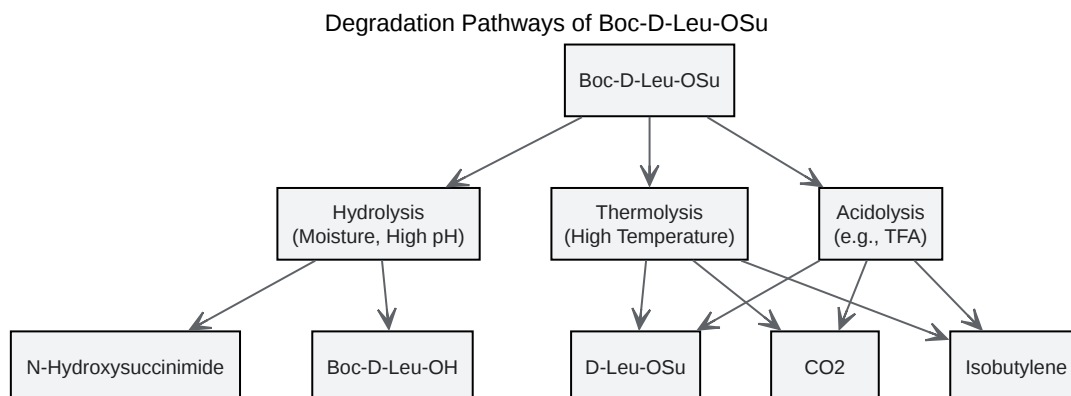 Degradation Pathways of Boc-D-Leu-OSu
Boc-D-Leu-OSu
Hydrolysis
(Moisture, High pH)
Thermolysis
(High Temperature)
Acidolysis
(e.g., TFA)
N-Hydroxysuccinimide
Boc-D-Leu-OH
D-Leu-OSu
CO2
Isobutylene